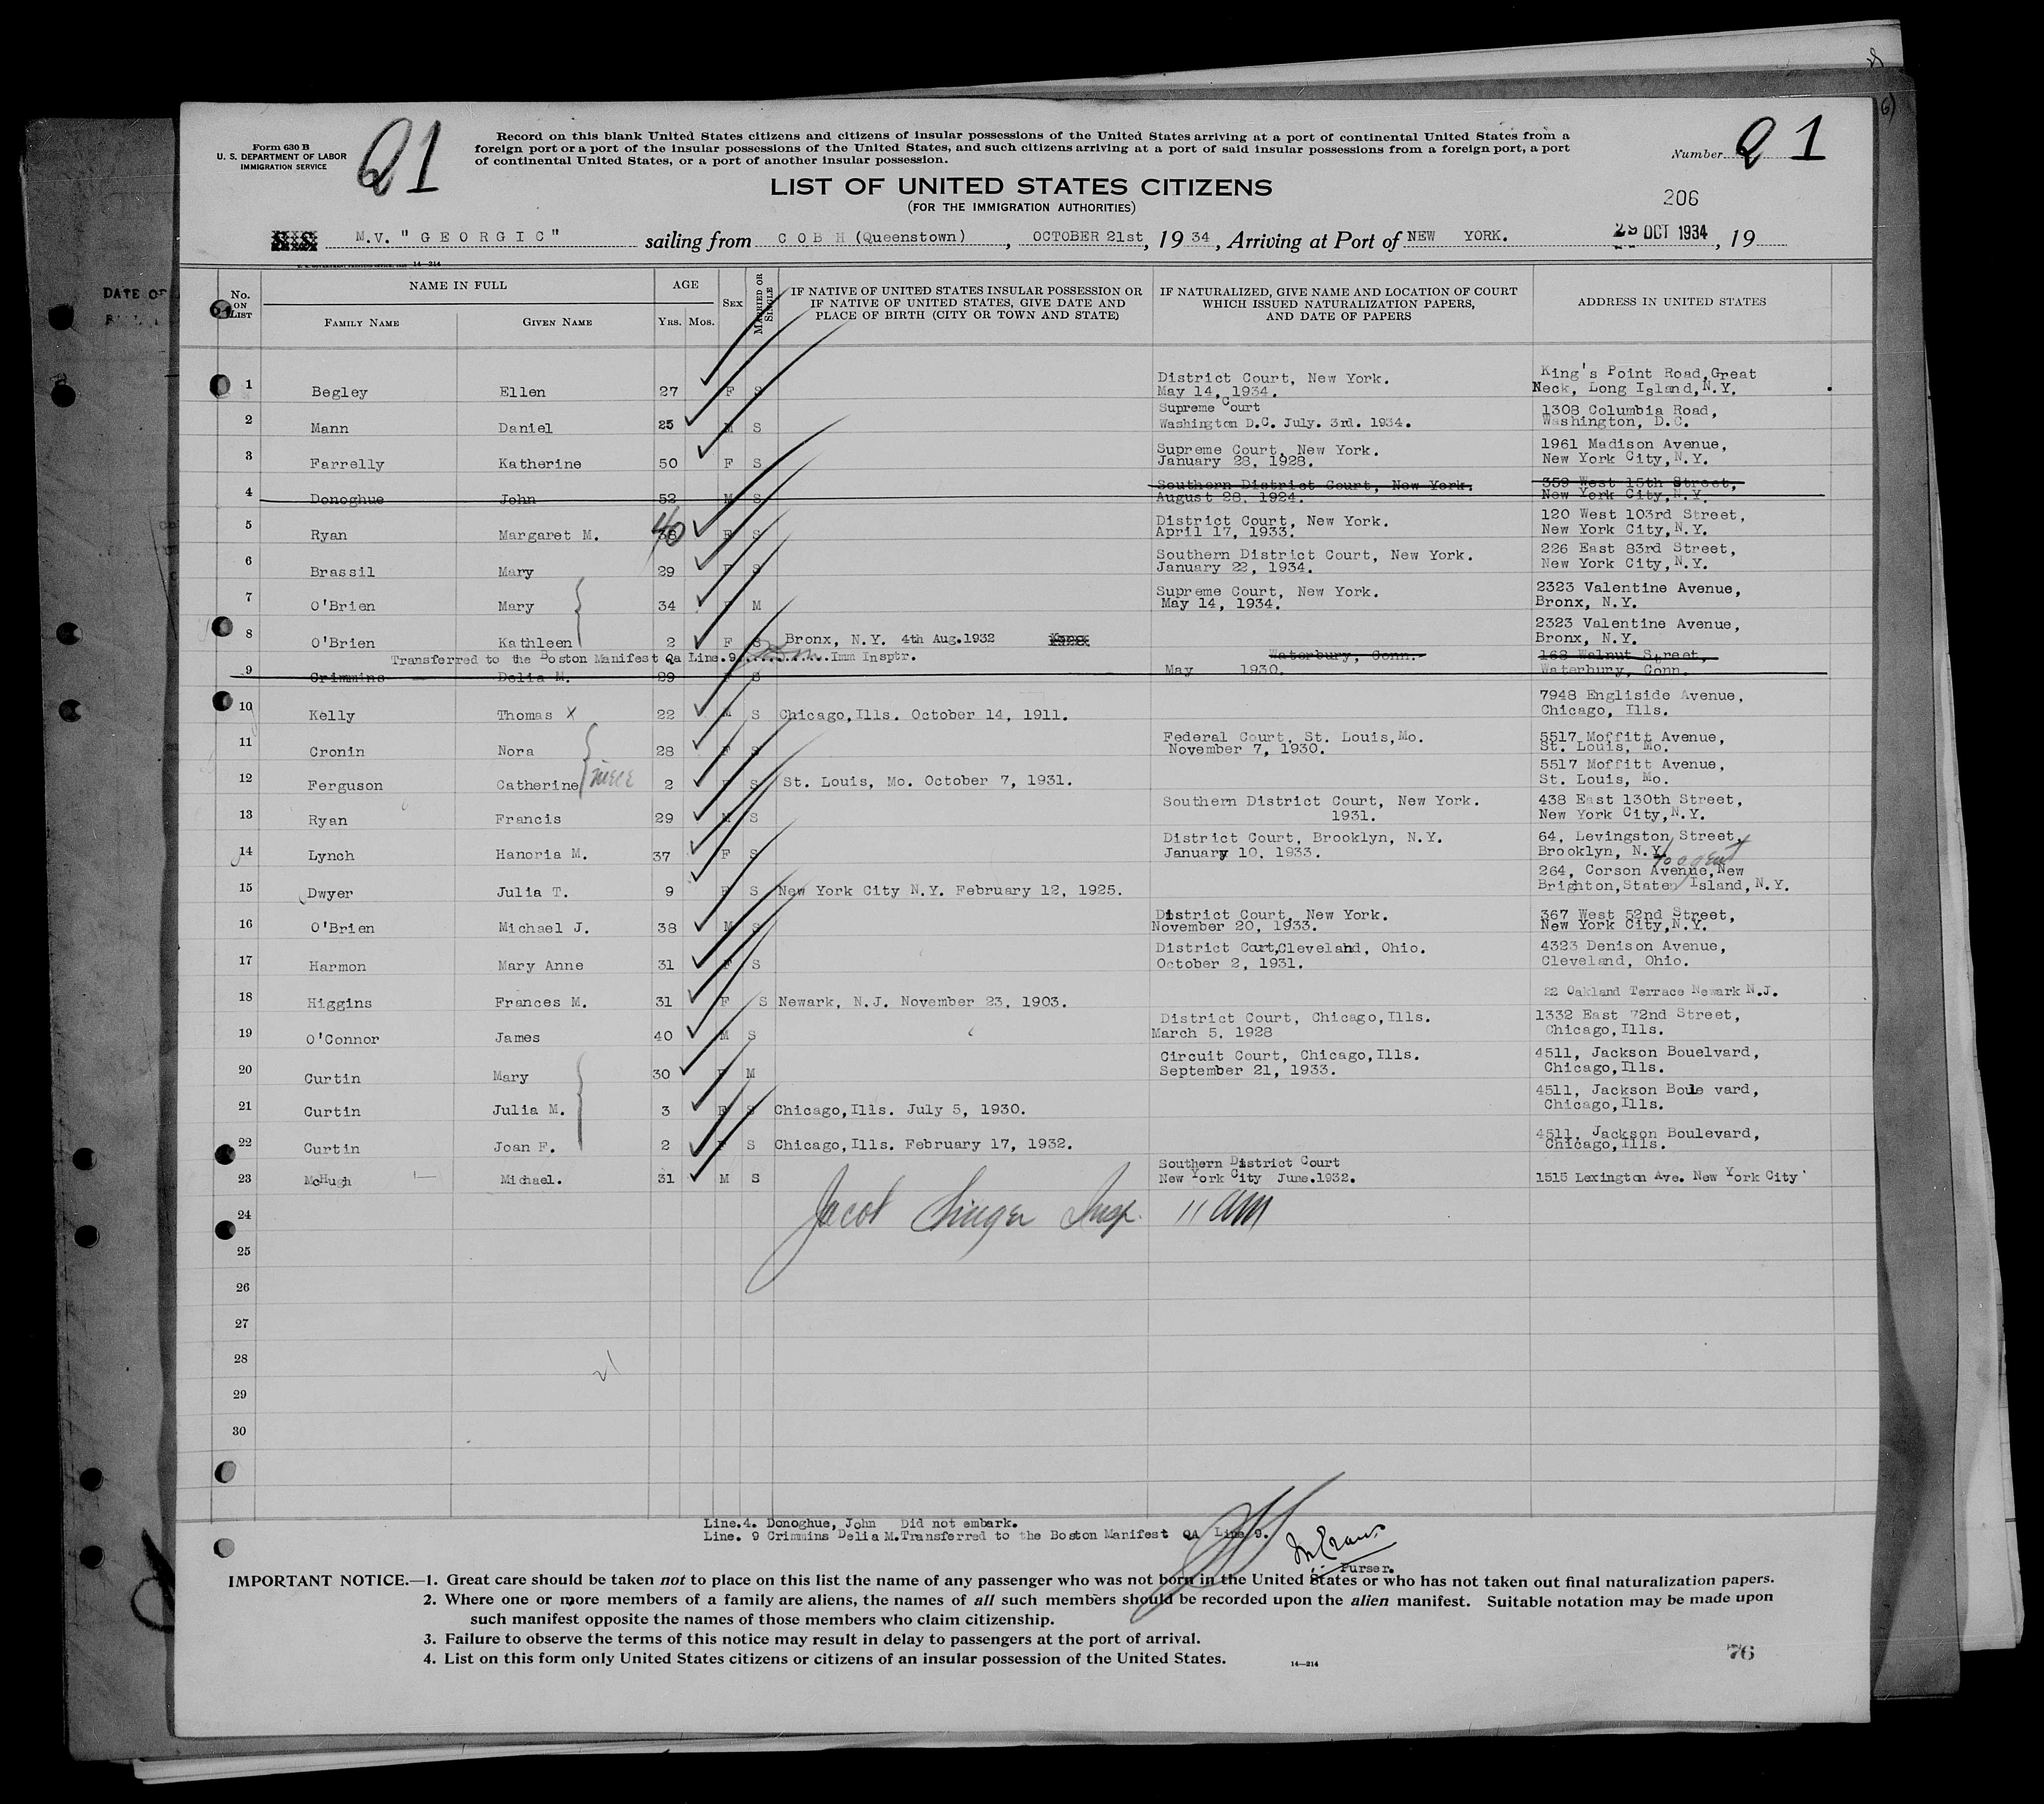 Form 630 B
U. S. DEPARTMENT OF LABOR
IMMIGRATION SERVICE
21
Record on this blank United States citizens and citizens of insular possessions of the United States arriving at a port of continental United States from a
foreign port or a port of the insular possessions of the United States, and such citizens arriving at a port of said insular possessions from a foreign port, a port
of continental United States, or a port of another insular possession.
Number 21
LIST OF UNITED STATES CITIZENS
(FOR THE IMMIGRATION AUTHORITIES)
206
S.S. M.V. "GEORGIC" sailing from COBH (Queenstown), OCTOBER 21st, 1934, Arriving at Port of NEW YORK. 29 OCT 1934, 19
14-214
DATE OF
No. ON LIST
NAME IN FULL
FAMILY NAME GIVEN NAME
AGE
YRS. MOS.
SEX
MARRIED OR SINGLE
IF NATIVE OF UNITED STATES INSULAR POSSESSION OR
IF NATIVE OF UNITED STATES, GIVE DATE AND
PLACE OF BIRTH (CITY OR TOWN AND STATE)
IF NATURALIZED, GIVE NAME AND LOCATION OF COURT
WHICH ISSUED NATURALIZATION PAPERS,
AND DATE OF PAPERS
ADDRESS IN UNITED STATES
1 Begley Ellen 27 F S District Court, New York. May 14, 1934. King's Point Road, Great Neck, Long Island, N.Y.
2 Mann Daniel 25 M S Supreme Court Washington D.C. July. 3rd. 1934. 1308 Columbia Road, Washington, D.C.
3 Farrelly Katherine 50 F S Supreme Court, New York. January 28, 1928. 1961 Madison Avenue, New York City, N.Y.
4 Donoghue John 52 M S Southern District Court, New York. August 28, 1924. 359 West 15th Street, New York City, N.Y.
5 Ryan Margaret M. 40 F S District Court, New York. April 17, 1933. 120 West 103rd Street, New York City, N.Y.
6 Brassil Mary 29 F S Southern District Court, New York. January 22, 1934. 226 East 83rd Street, New York City, N.Y.
7 O'Brien Mary 34 F M Supreme Court, New York. May 14, 1934. 2323 Valentine Avenue, Bronx, N.Y.
8 O'Brien Kathleen 2 F S Bronx, N.Y. 4th Aug. 1932 2323 Valentine Avenue, Bronx, N.Y.
Transferred to the Boston Manifest Qa Line. 9. Imm Insptr.
9 Crimmins Delia M. 29 F S Waterbury, Conn. May 1930. 168 Walnut Street, Waterbury, Conn.
10 Kelly Thomas X 22 M S Chicago, Ills. October 14, 1911. 7948 Engliside Avenue, Chicago, Ills.
11 Cronin Nora 28 F S Federal Court, St. Louis, Mo. November 7, 1930. 5517 Moffitt Avenue, St. Louis, Mo.
12 Ferguson Catherine niece 2 F S St. Louis, Mo. October 7, 1931. 5517 Moffitt Avenue, St. Louis, Mo.
13 Ryan Francis 29 M S Southern District Court, New York. 1931. 438 East 130th Street, New York City, N.Y.
14 Lynch Hanoria M. 37 F S District Court, Brooklyn, N.Y. January 10, 1933. 64, Levingston Street, Brooklyn, N.Y.
to agent
15 Dwyer Julia T. 9 F S New York City N.Y. February 12, 1925. 264, Corson Avenue, New Brighton, Staten Island, N.Y.
16 O'Brien Michael J. 38 M S District Court, New York. November 20, 1933. 367 West 52nd Street, New York City, N.Y.
17 Harmon Mary Anne 31 F S District Court, Cleveland, Ohio. October 2, 1931. 4323 Denison Avenue, Cleveland, Ohio.
18 Higgins Frances M. 31 F S Newark, N.J. November 23, 1903. 22 Oakland Terrace Newark N.J.
19 O'Connor James 40 M S District Court, Chicago, Ills. March 5, 1928 1332 East 72nd Street, Chicago, Ills.
20 Curtin Mary 30 F M Circuit Court, Chicago, Ills. September 21, 1933. 4511, Jackson Bouelvard, Chicago, Ills.
21 Curtin Julia M. 3 F S Chicago, Ills. July 5, 1930. 4511, Jackson Boule vard, Chicago, Ills.
22 Curtin Joan F. 2 F S Chicago, Ills. February 17, 1932. 4511, Jackson Boulevard, Chicago, Ills.
23 McHugh Michael. 31 M S Southern District Court New York City June. 1932. 1515 Lexington Ave. New York City
24 Jacob Singer Insp. 11 am
25
26
27
28
21
29
30
Line.4. Donoghue, John Did not embark.
Line. 9 Crimmins Delia M. Transferred to the Boston Manifest QA Line 9.
Evans
Purser.
IMPORTANT NOTICE.—1. Great care should be taken not to place on this list the name of any passenger who was not born in the United States or who has not taken out final naturalization papers.
2. Where one or more members of a family are aliens, the names of all such members should be recorded upon the alien manifest. Suitable notation may be made upon
such manifest opposite the names of those members who claim citizenship.
3. Failure to observe the terms of this notice may result in delay to passengers at the port of arrival.
4. List on this form only United States citizens or citizens of an insular possession of the United States.
14-214
76